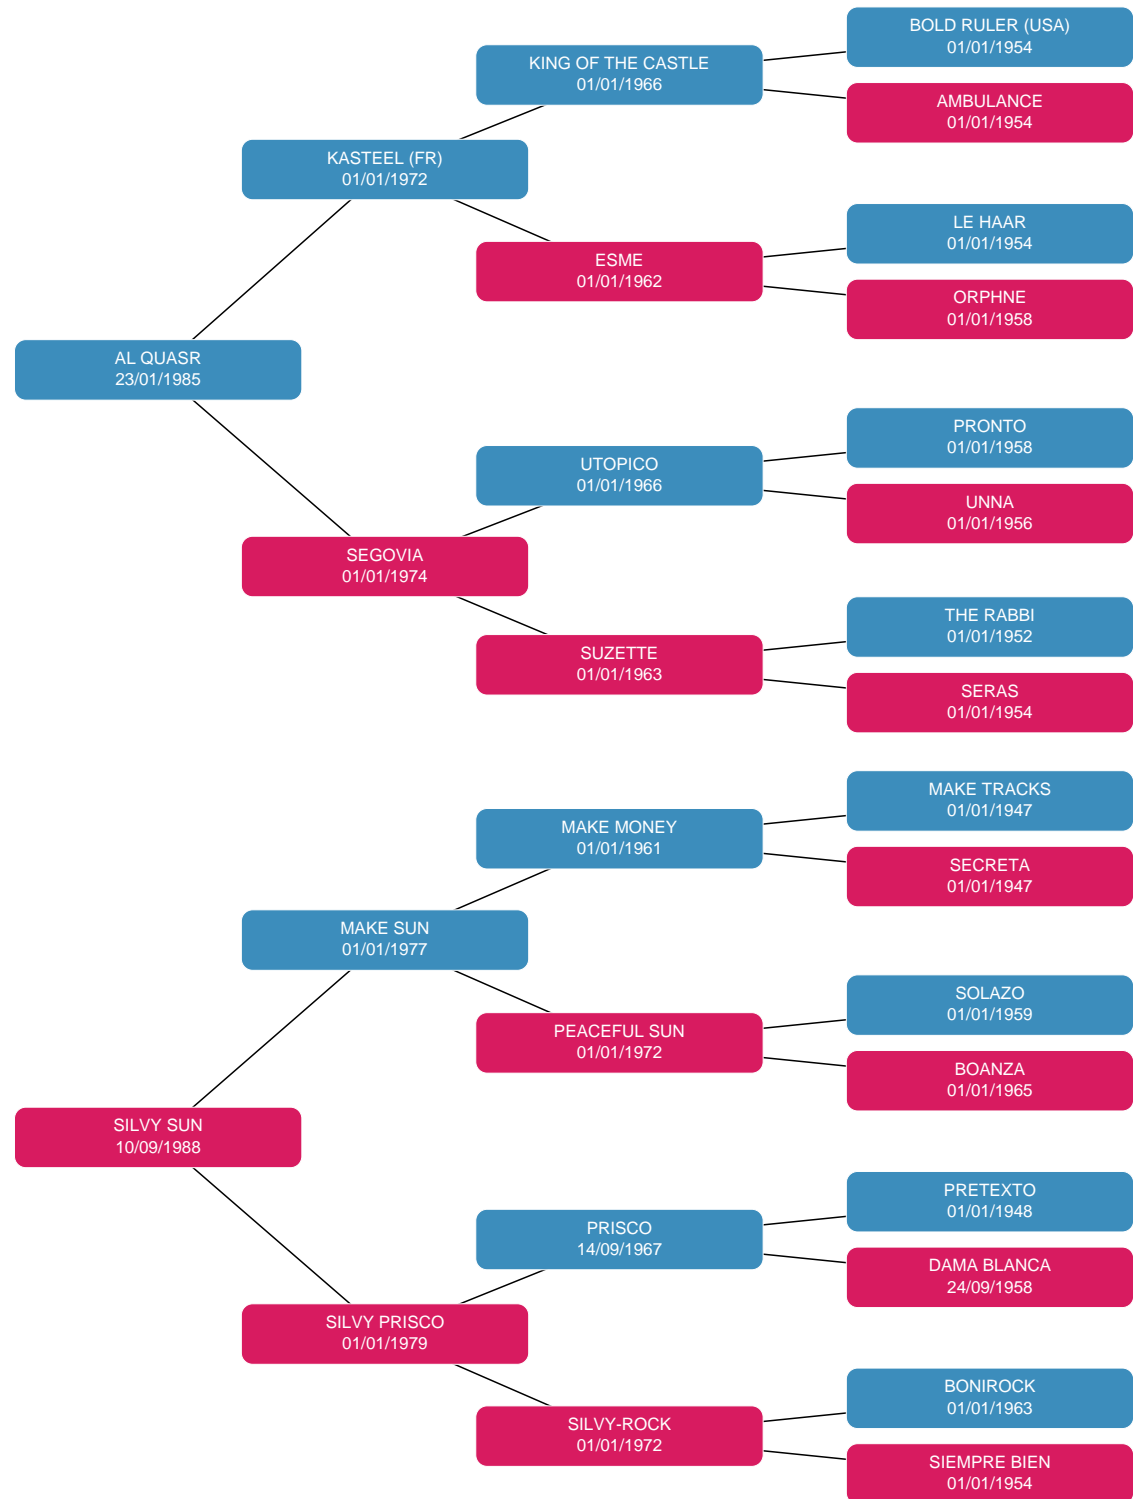 BOLD RULER (USA)
01/01/1954
KING OF THE CASTLE
01/01/1966
AMBULANCE
01/01/1954
KASTEEL (FR)
01/01/1972
LE HAAR
01/01/1954
ESME
01/01/1962
ORPHNE
01/01/1958
AL QUASR
23/01/1985
PRONTO
01/01/1958
UTOPICO
01/01/1966
UNNA
01/01/1956
SEGOVIA
01/01/1974
THE RABBI
01/01/1952
SUZETTE
01/01/1963
SERAS
01/01/1954
MAKE TRACKS
01/01/1947
MAKE MONEY
01/01/1961
SECRETA
01/01/1947
MAKE SUN
01/01/1977
SOLAZO
01/01/1959
PEACEFUL SUN
01/01/1972
BOANZA
01/01/1965
SILVY SUN
10/09/1988
PRETEXTO
01/01/1948
PRISCO
14/09/1967
DAMA BLANCA
24/09/1958
SILVY PRISCO
01/01/1979
BONIROCK
01/01/1963
SILVY-ROCK
01/01/1972
SIEMPRE BIEN
01/01/1954